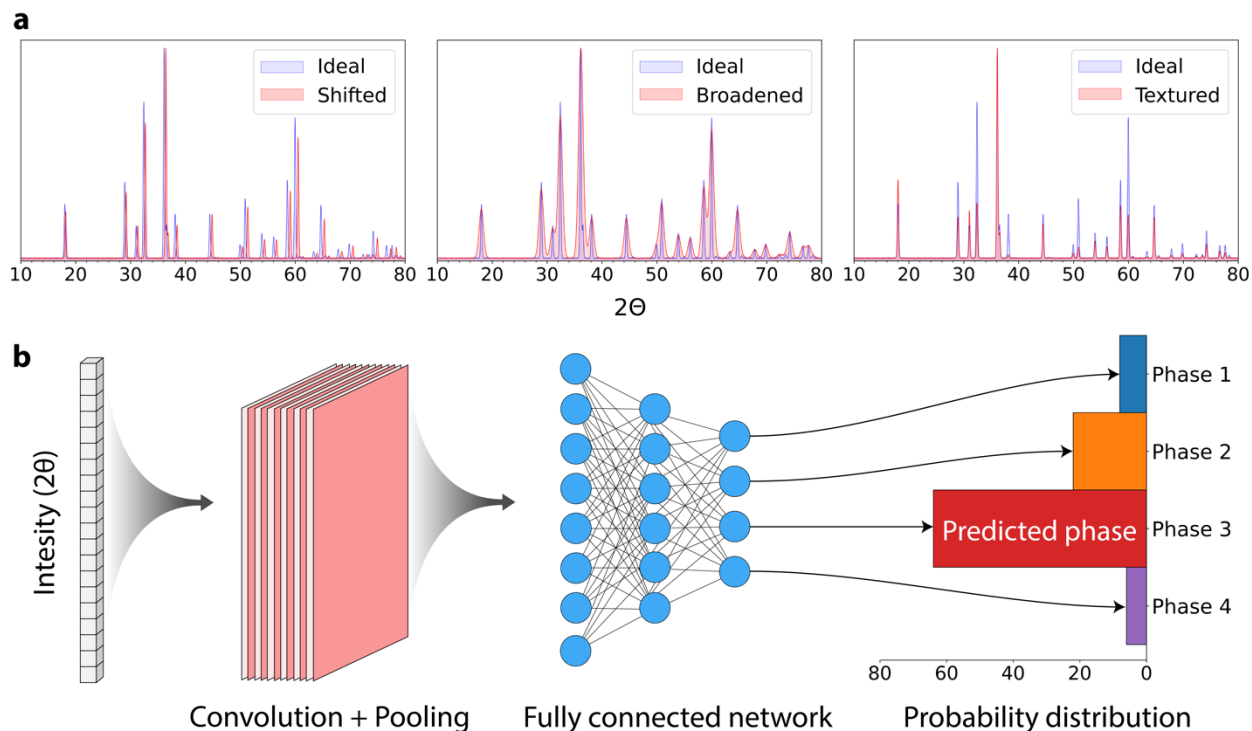 a
Ideal
Shifted
Ideal
Broadened
Ideal
Textured
10 20 30 40 50 60 70 80
10 20 30 40 50 60 70 80
10 20 30 40 50 60 70 80
2Θ
b
Intesity (2θ)
Phase 1
Phase 2
Predicted phase
Phase 3
Phase 4
80 60 40 20 0
Convolution + Pooling
Fully connected network
Probability distribution